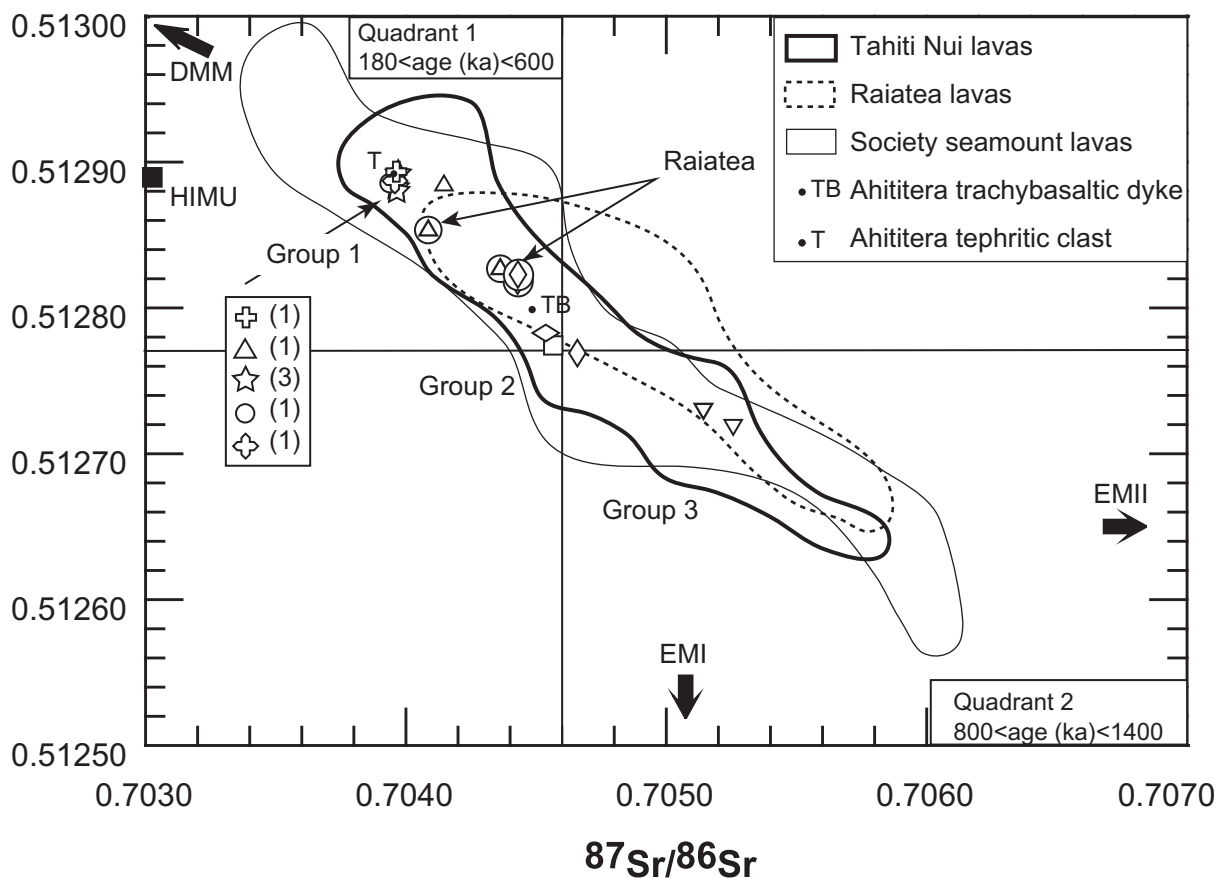 0.51300
0.51290
0.51280
0.51270
0.51260
0.51250
DMM
HIMU
Quadrant 1
180<age (ka)<600
Tahiti Nui lavas
Raiatea lavas
Society seamount lavas
•TB Ahititera trachybasaltic dyke
•T Ahititera tephritic clast
T
Raiatea
Group 1
TB
(1)
(1)
(3)
(1)
(1)
Group 2
Group 3
EMII
EMI
Quadrant 2
800<age (ka)<1400
0.7030 0.7040 0.7050 0.7060 0.7070
87Sr/86Sr